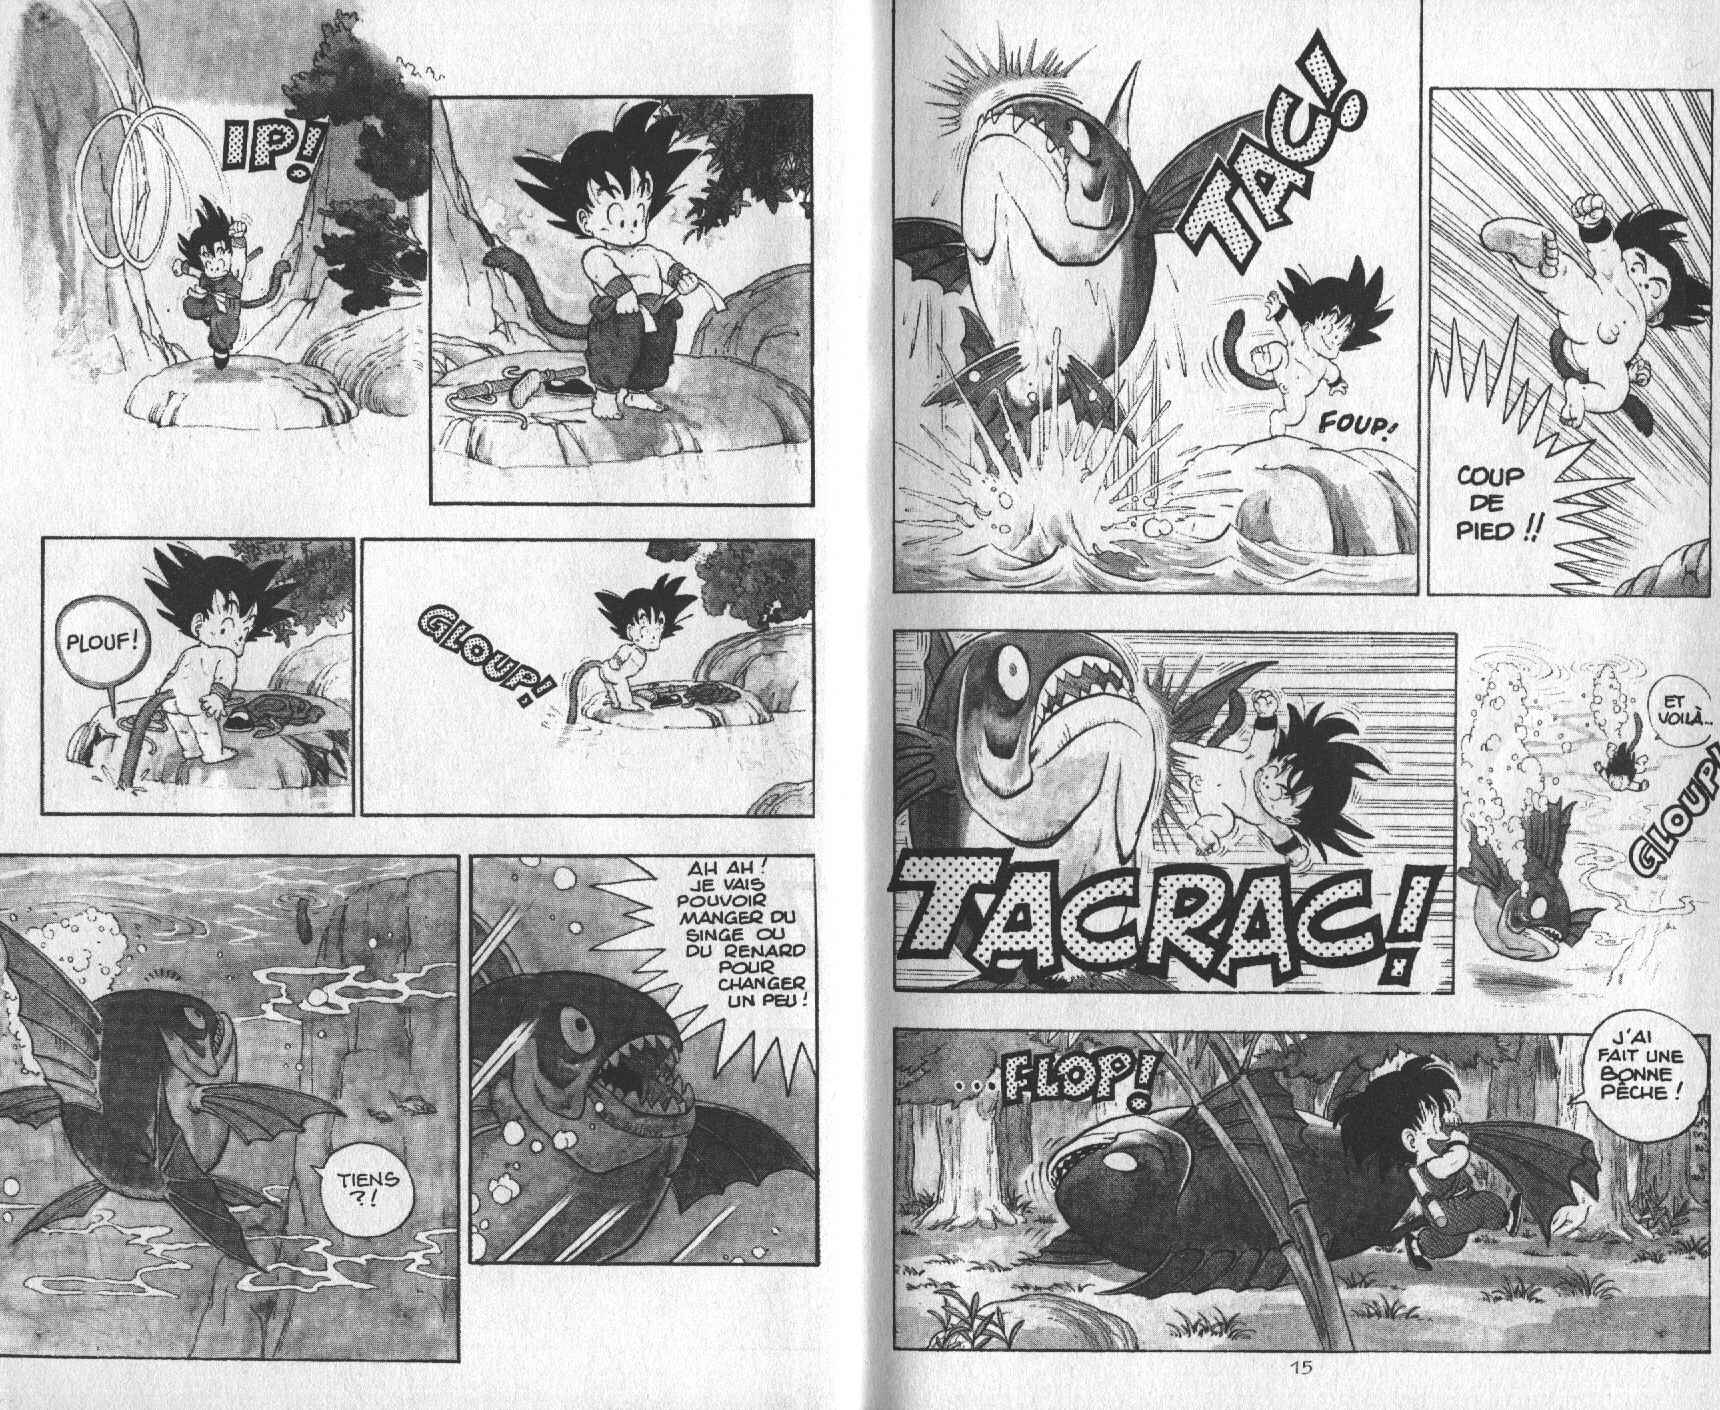 IP!
PLOUF!
GLOUP!
TIENS
?!
AH AH !
JE VAIS
POUVOIR
MANGER DU
SINGE OU
DU RENARD
POUR
CHANGER
UN PEU !
TAC!
FOUP!
COUP
DE
PIED !!
TACRAC!
ET
VOILÀ...
GLOUP!
...FLOP!
J'AI
FAIT UNE
BONNE
PÊCHE !
15